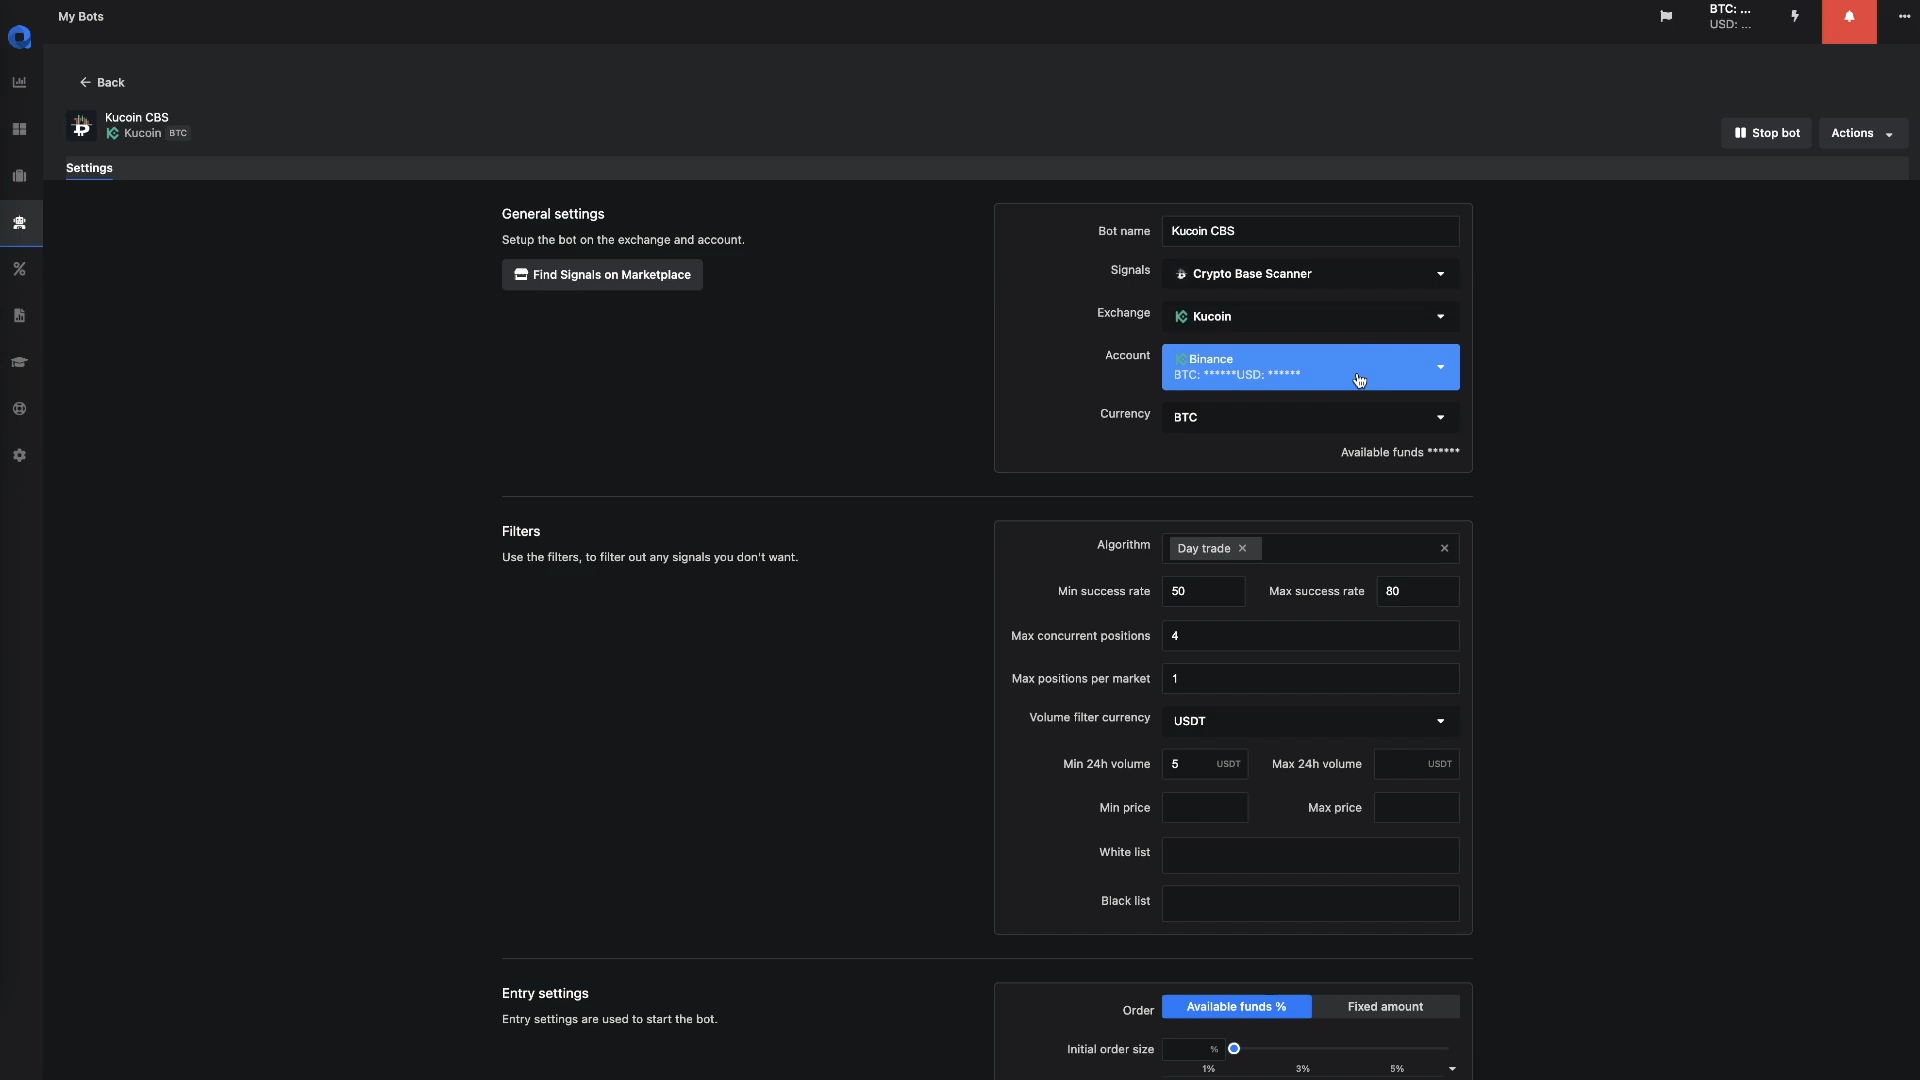 My Bots
BTC: ...
USD: ...
Back
Kucoin CBS
Kucoin BTC
Stop bot
Actions
Settings
General settings
Setup the bot on the exchange and account.
Find Signals on Marketplace
Bot name Kucoin CBS
Signals Crypto Base Scanner
Exchange Kucoin
Account Binance
BTC: ******USD: ******
Currency BTC
Available funds ******
Filters
Use the filters, to filter out any signals you don't want.
Algorithm Day trade
Min success rate 50 Max success rate 80
Max concurrent positions 4
Max positions per market 1
Volume filter currency USDT
Min 24h volume 5 USDT Max 24h volume USDT
Min price Max price
White list
Black list
Entry settings
Entry settings are used to start the bot.
Order Available funds % Fixed amount
Initial order size %
1% 3% 5%